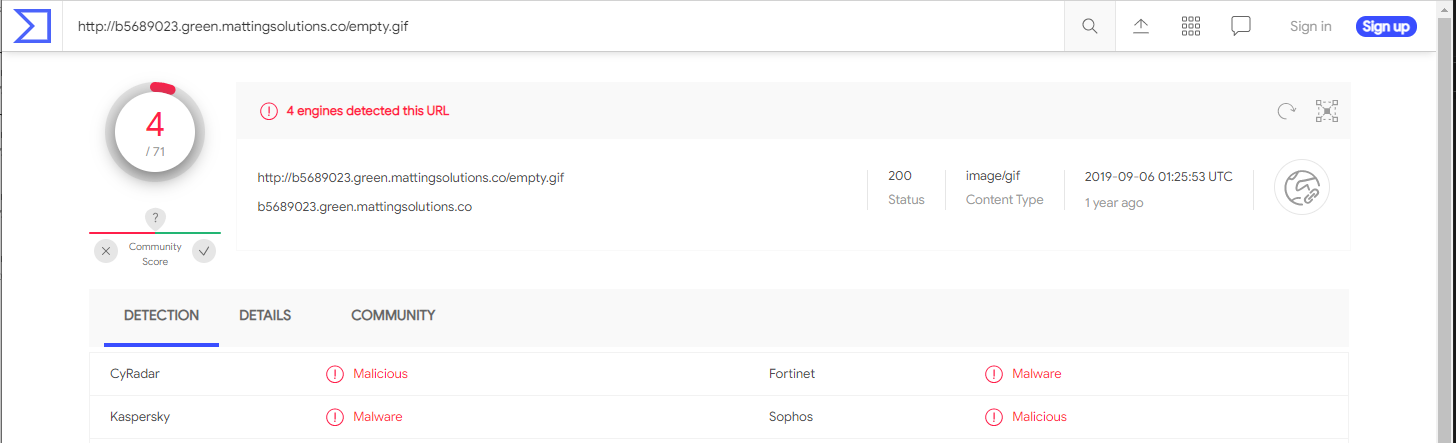 http://b5689023.green.mattingsolutions.co/empty.gif
Sign in
Sign up
4
/ 71
4 engines detected this URL
http://b5689023.green.mattingsolutions.co/empty.gif
b5689023.green.mattingsolutions.co
200
Status
image/gif
Content Type
2019-09-06 01:25:53 UTC
1 year ago
?
Community
Score
DETECTION DETAILS COMMUNITY
CyRadar Malicious Fortinet Malware
Kaspersky Malware Sophos Malicious